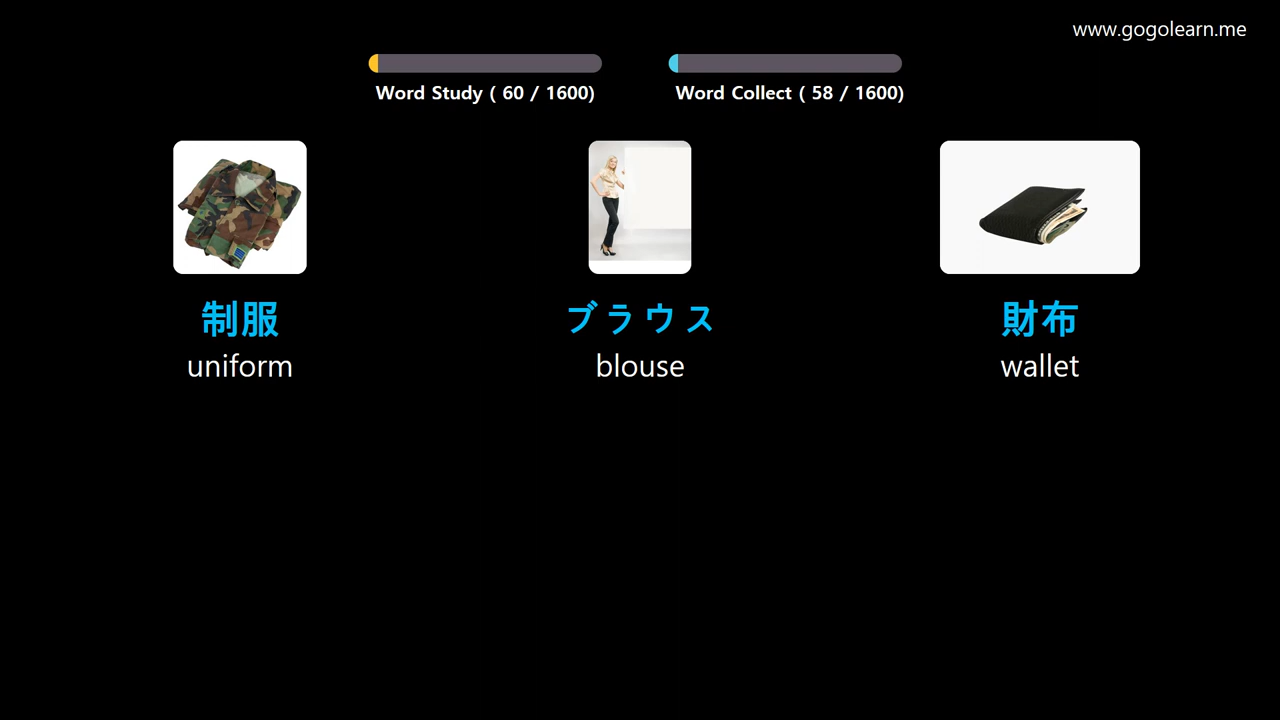 www.gogolearn.me
Word Study ( 60 / 1600)
Word Collect ( 58 / 1600)
制服
uniform
ブラウス
blouse
財布
wallet